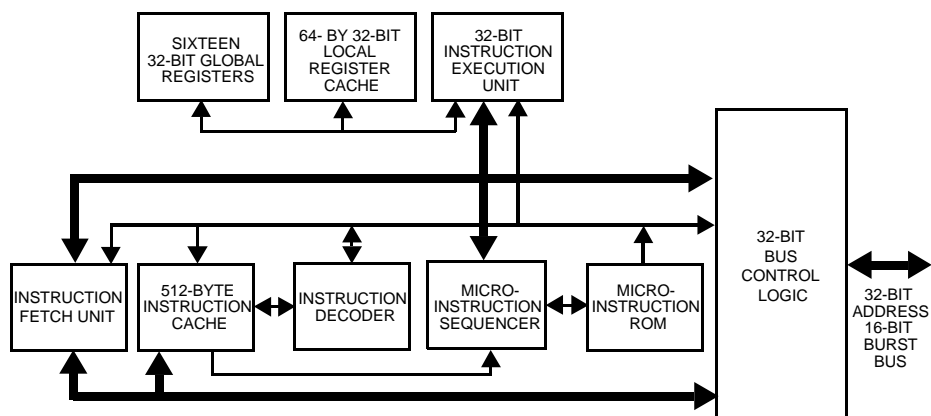 SIXTEEN
32-BIT GLOBAL
REGISTERS
64- BY 32-BIT
LOCAL
REGISTER
CACHE
32-BIT
INSTRUCTION
EXECUTION
UNIT
INSTRUCTION
FETCH UNIT
512-BYTE
INSTRUCTION
CACHE
INSTRUCTION
DECODER
MICRO-
INSTRUCTION
SEQUENCER
MICRO-
INSTRUCTION
ROM
32-BIT
BUS
CONTROL
LOGIC
32-BIT
ADDRESS
16-BIT
BURST
BUS